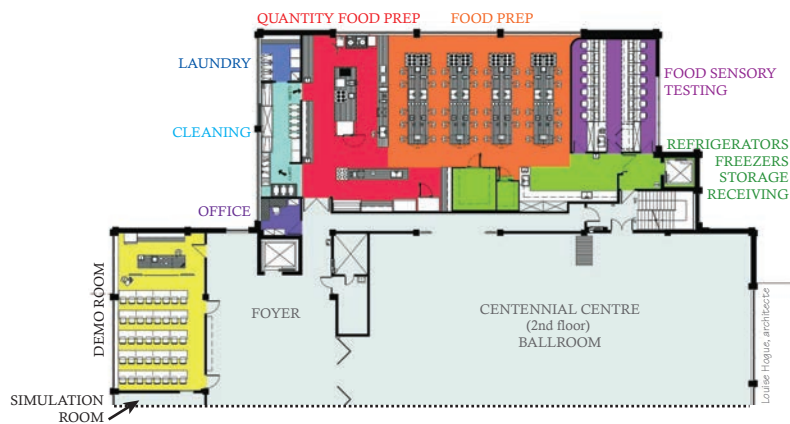 QUANTITY FOOD PREP
FOOD PREP
LAUNDRY
FOOD SENSORY
TESTING
CLEANING
REFRIGERATORS
FREEZERS
STORAGE
RECEIVING
OFFICE
DEMO ROOM
FOYER
CENTENNIAL CENTRE
(2nd floor)
BALLROOM
Louise Hogue, architecte
SIMULATION
ROOM